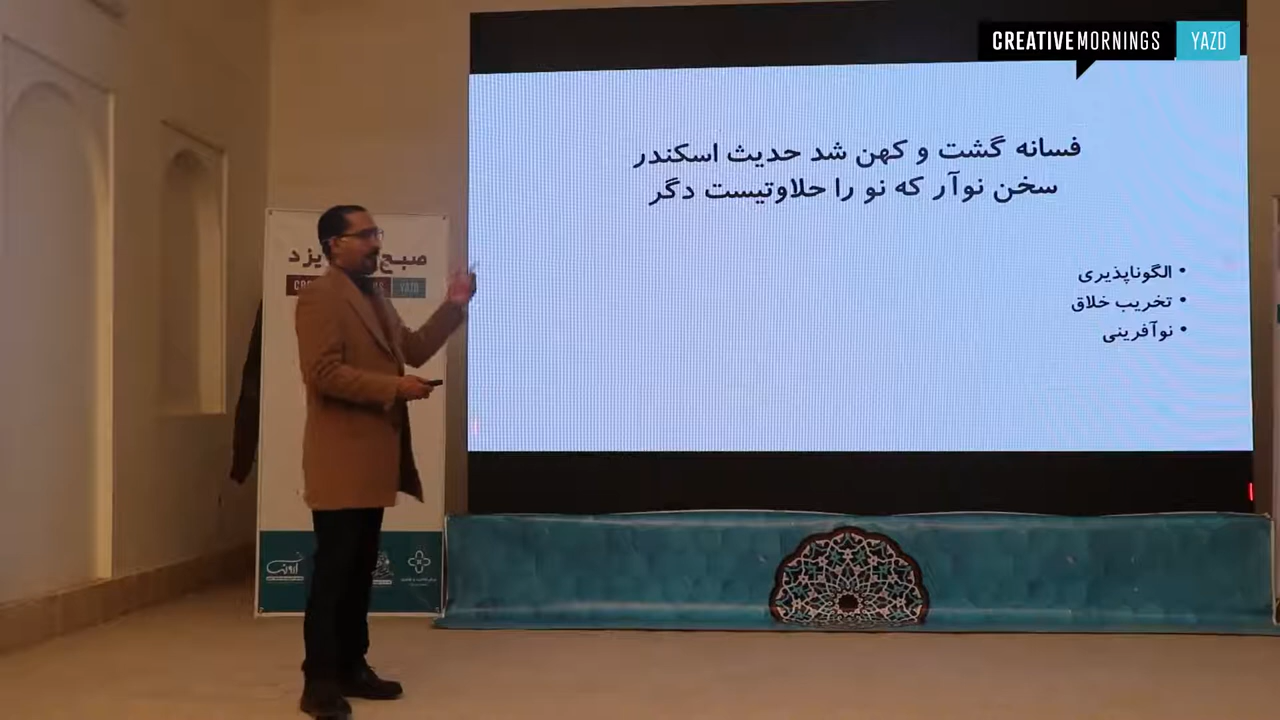 CREATIVEMORNINGS YAZD
فسانه گشت و کهن شد حدیث اسکندر
سخن نوآر که نو را حلاوتیست دگر
• الگوناپذیری
• تخریب خلاق
• نوآفرینی
صبح یزد
YAZD